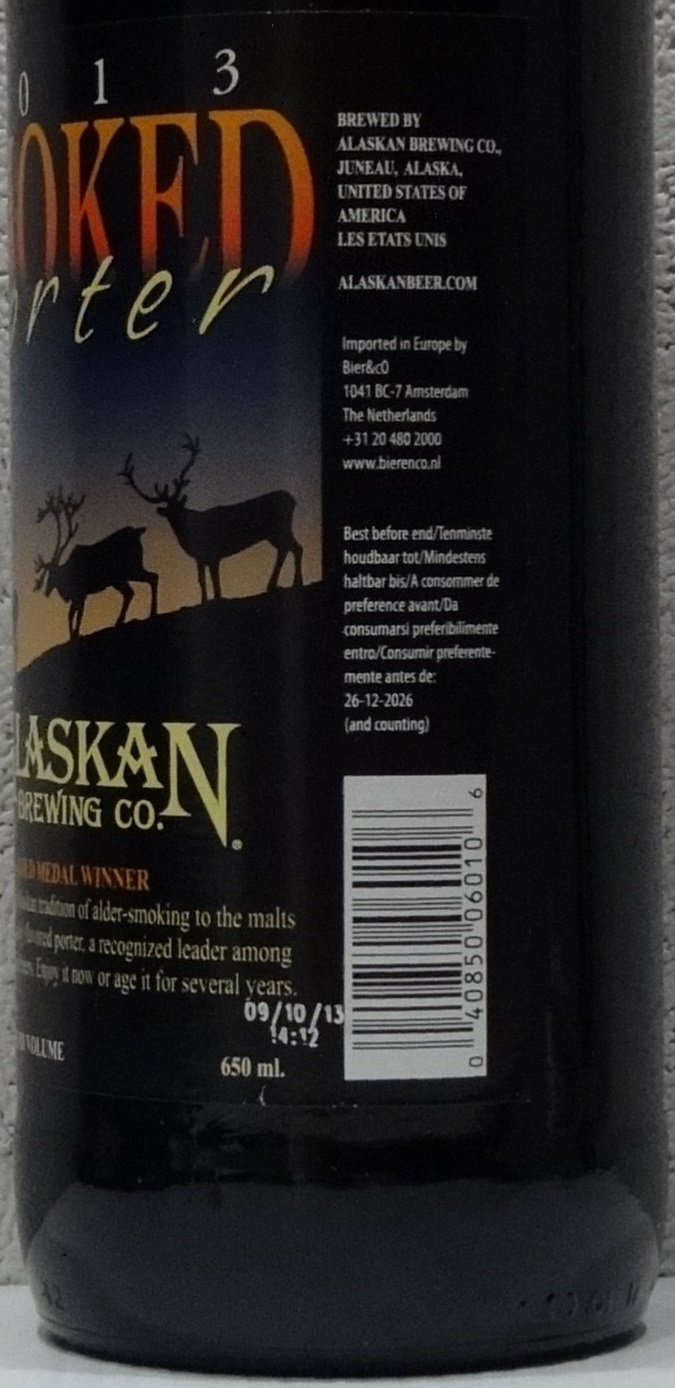 0 1 3
OKED
rter
LASKAN
BREWING CO.
MEDAL WINNER
tradition of alder-smoking to the malts
porter, a recognized leader among
Enjoy it now or age it for several years.
09/10/13
14:12
VOLUME
650 ml.
BREWED BY
ALASKAN BREWING CO.,
JUNEAU, ALASKA,
UNITED STATES OF
AMERICA
LES ETATS UNIS
ALASKANBEER.COM
Imported in Europe by
Bier&cO
1041 BC-7 Amsterdam
The Netherlands
+31 20 480 2000
www.bierenco.nl
Best before end/Tenminste
houdbaar tot/Mindestens
haltbar bis/A consommer de
preference avant/Da
consumarsi preferibilimente
entro/Consumir preferente-
mente antes de:
26-12-2026
(and counting)
0 40850 06010 6